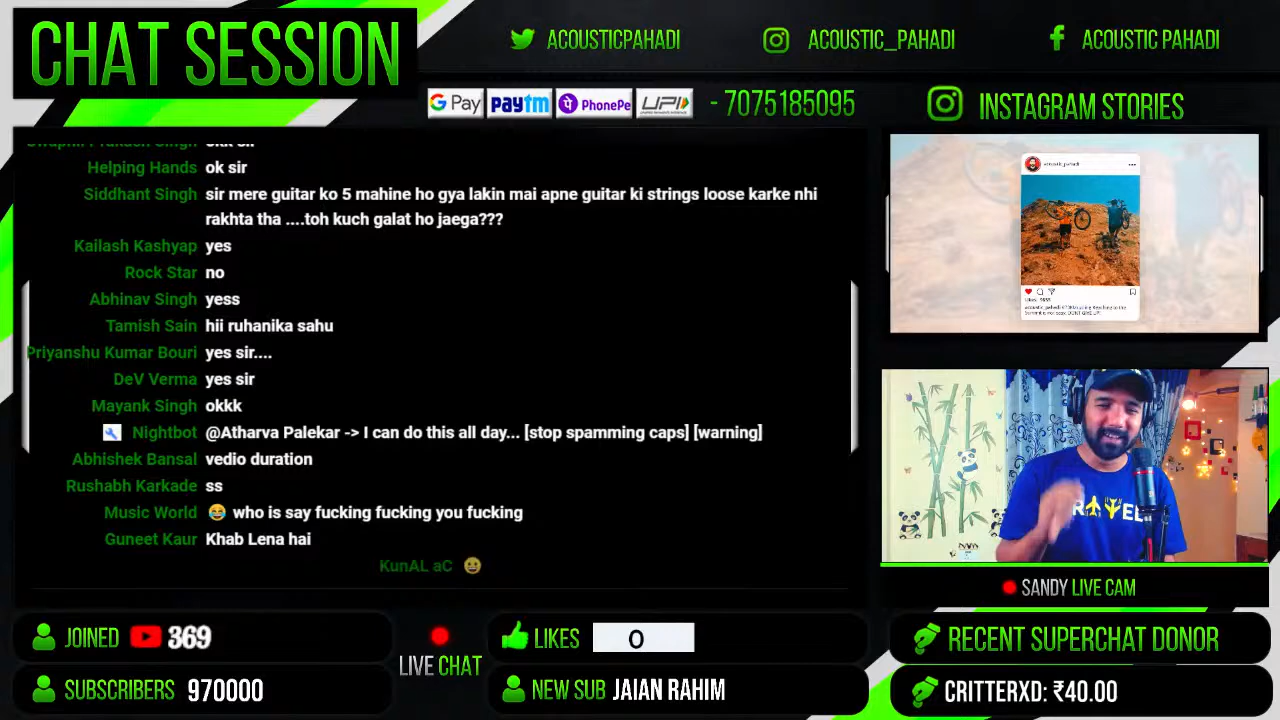 CHAT SESSION
ACOUSTICPAHADI
ACOUSTIC_PAHADI
ACOUSTIC PAHADI
G Pay
paytm
PhonePe
UPI
- 7075185095
INSTAGRAM STORIES
Helping Hands ok sir
Siddhant Singh sir mere guitar ko 5 mahine ho gya lakin mai apne guitar ki strings loose karke nhi
rakhta tha ....toh kuch galat ho jaega???
Kailash Kashyap yes
Rock Star no
Abhinav Singh yess
Tamish Sain hii ruhanika sahu
Priyanshu Kumar Bouri yes sir....
DeV Verma yes sir
Mayank Singh okkk
Nightbot @Atharva Palekar -> I can do this all day... [stop spamming caps] [warning]
Abhishek Bansal vedio duration
Rushabh Karkade ss
Music World 😂 who is say fucking fucking you fucking
Guneet Kaur Khab Lena hai
KunAL aC 😀
acoustic_pahadi
SANDY LIVE CAM
JOINED 369
LIVE CHAT
LIKES 0
SUBSCRIBERS 970000
NEW SUB JAIAN RAHIM
RECENT SUPERCHAT DONOR
CRITTERXD: ₹40.00